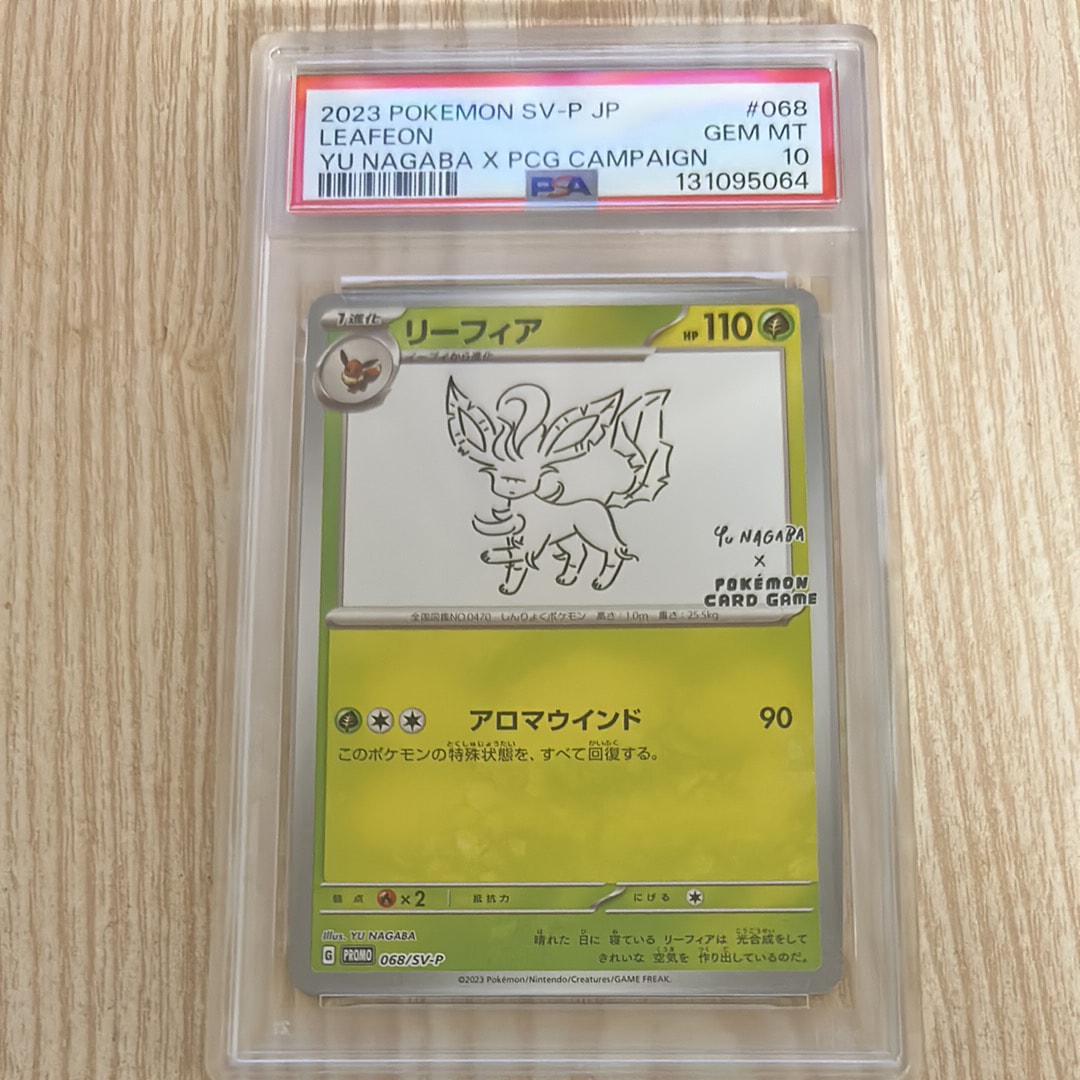 2023 POKEMON SV-P JP #068
LEAFEON GEM MT
YU NAGABA X PCG CAMPAIGN 10
PSA 131095064
1進化 リーフィア HP 110
イーブイから進化
Yu NAGABA
×
POKÉMON
CARD GAME
全国図鑑NO.0470 しんりょくポケモン 高さ:1.0m 重さ:25.5kg
アロマウインド 90
このポケモンの特殊状態を、すべて回復する。
弱点 ×2 抵抗力 にげる
Illus. YU NAGABA
晴れた 日に 寝ている リーフィアは 光合成をして
G PROMO 068/SV-P きれいな 空気を 作り出しているのだ。
©2023 Pokémon/Nintendo/Creatures/GAME FREAK.